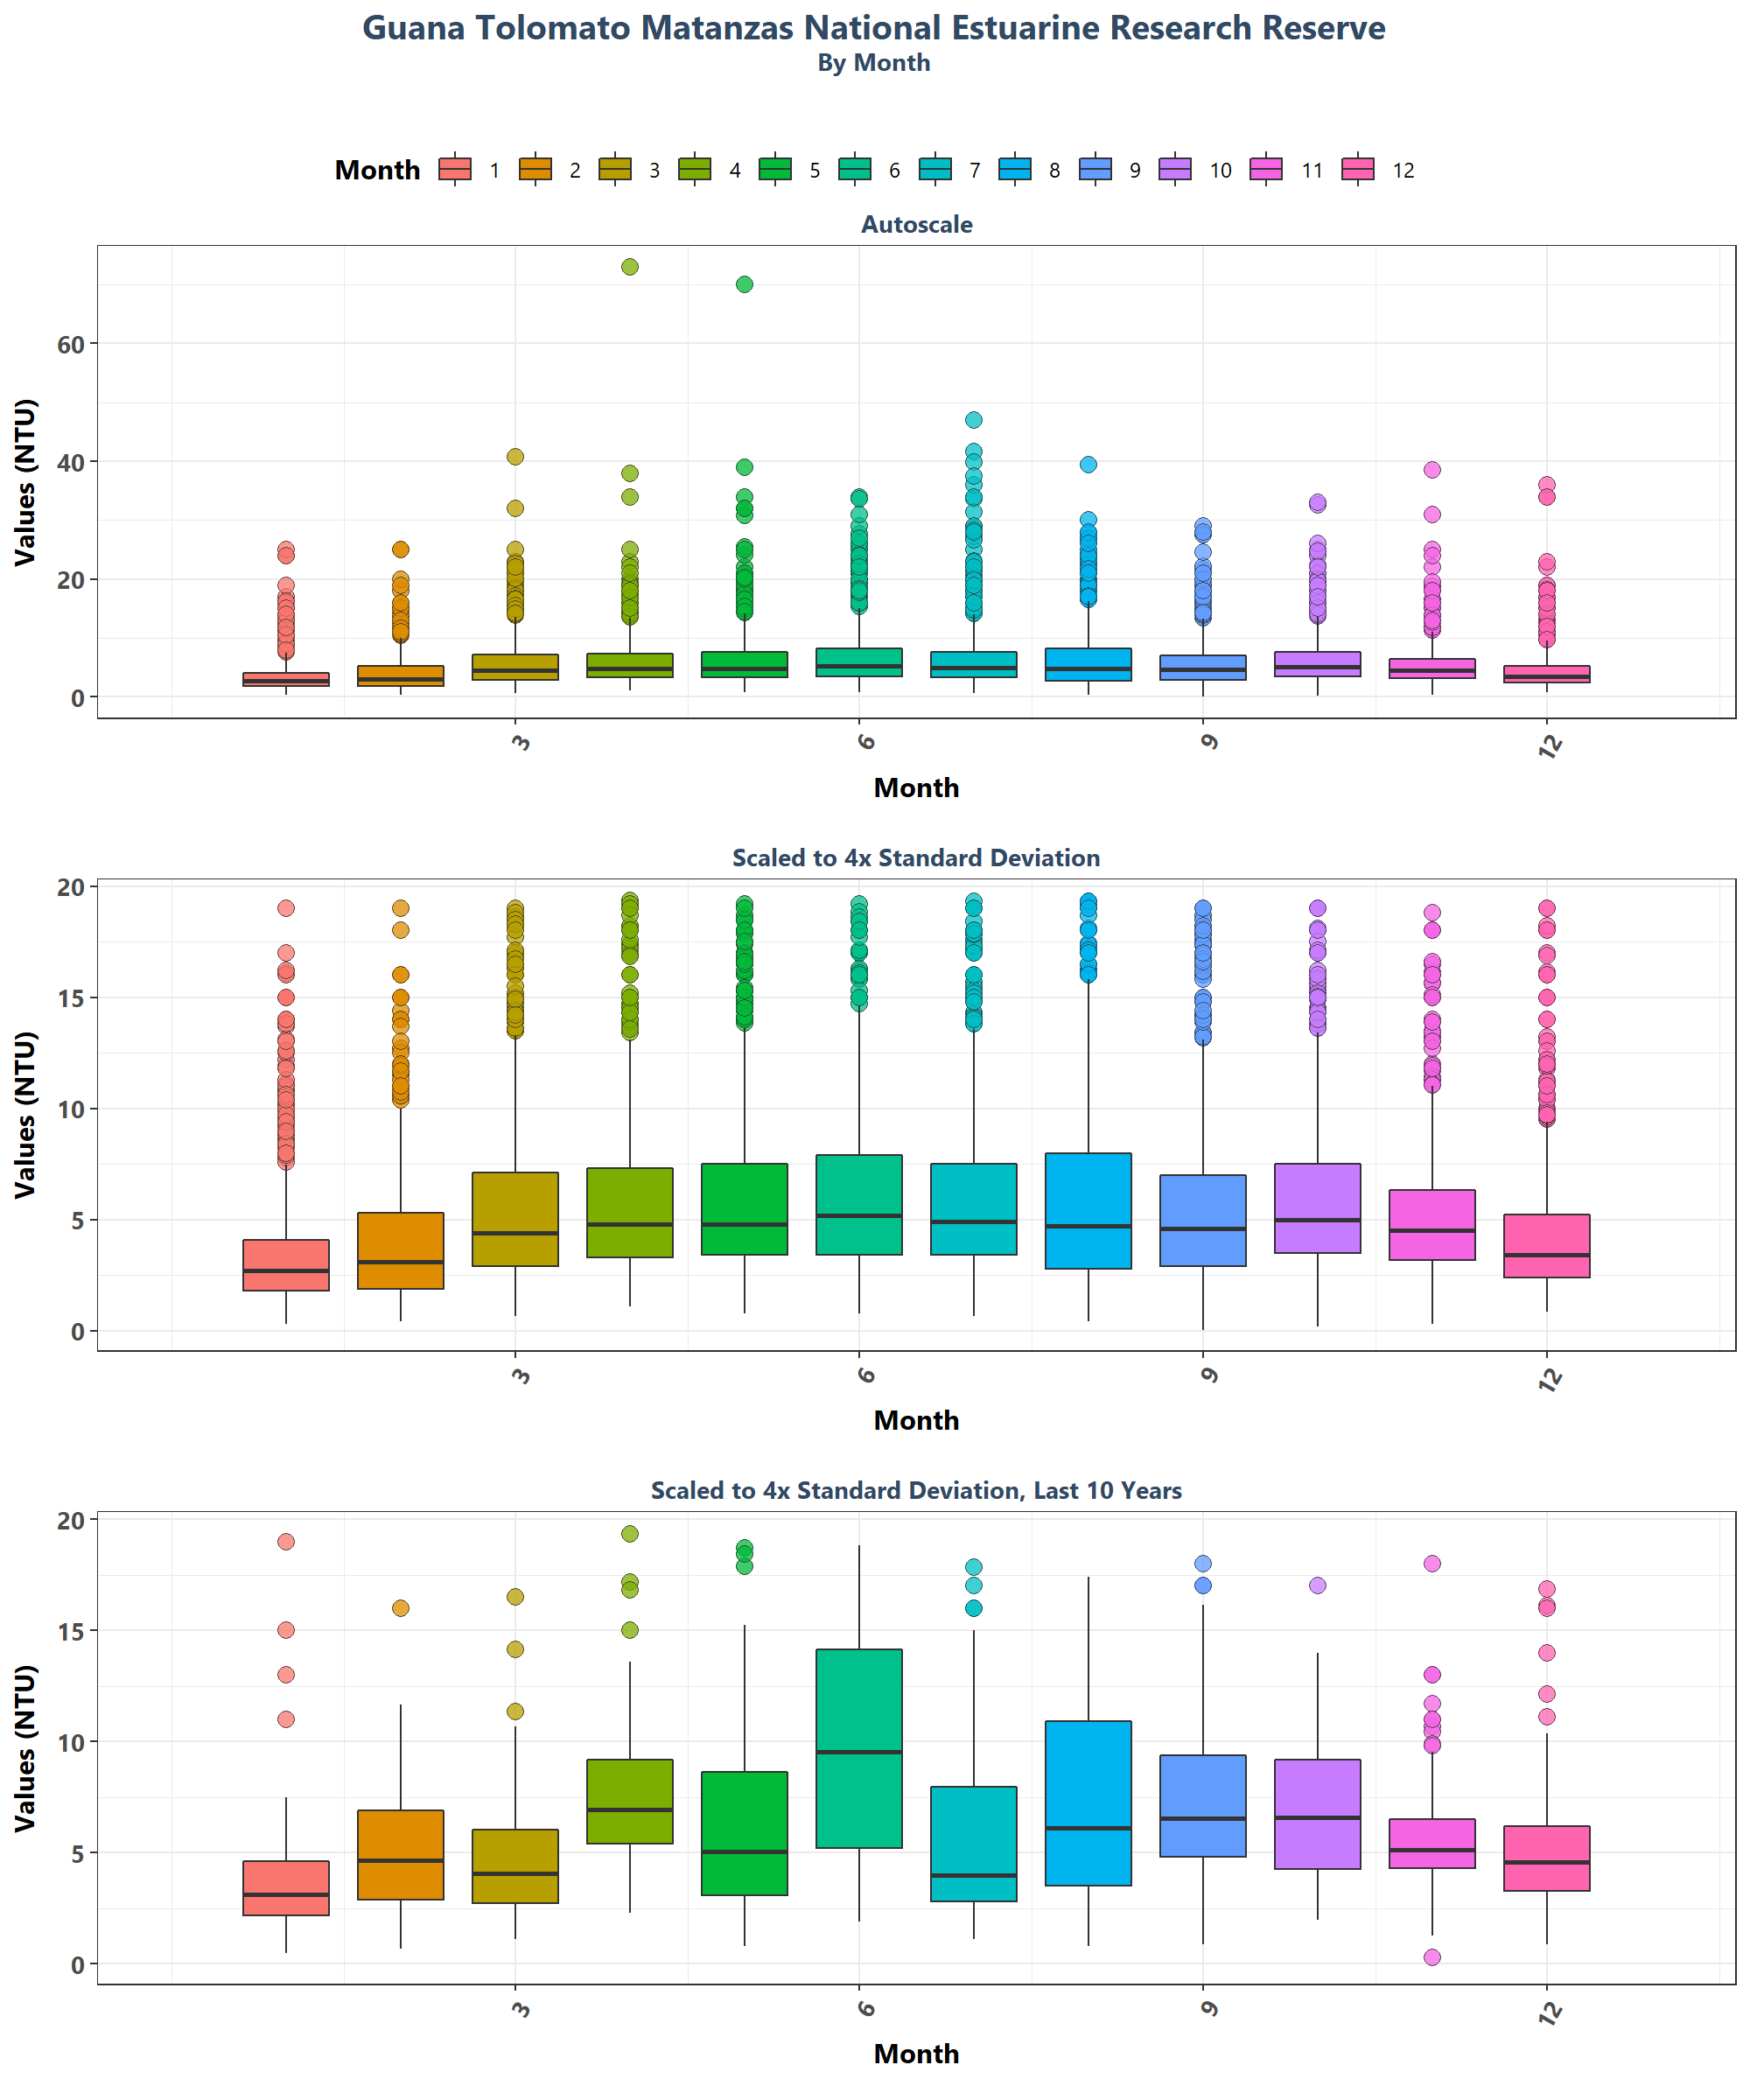 Guana Tolomato Matanzas National Estuarine Research Reserve
By Month
Month 1 2 3 4 5 6 7 8 9 10 11 12
Autoscale
Values (NTU)
60
40
20
0
3 6 9 12
Month
Scaled to 4x Standard Deviation
Values (NTU)
20
15
10
5
0
3 6 9 12
Month
Scaled to 4x Standard Deviation, Last 10 Years
Values (NTU)
20
15
10
5
0
3 6 9 12
Month